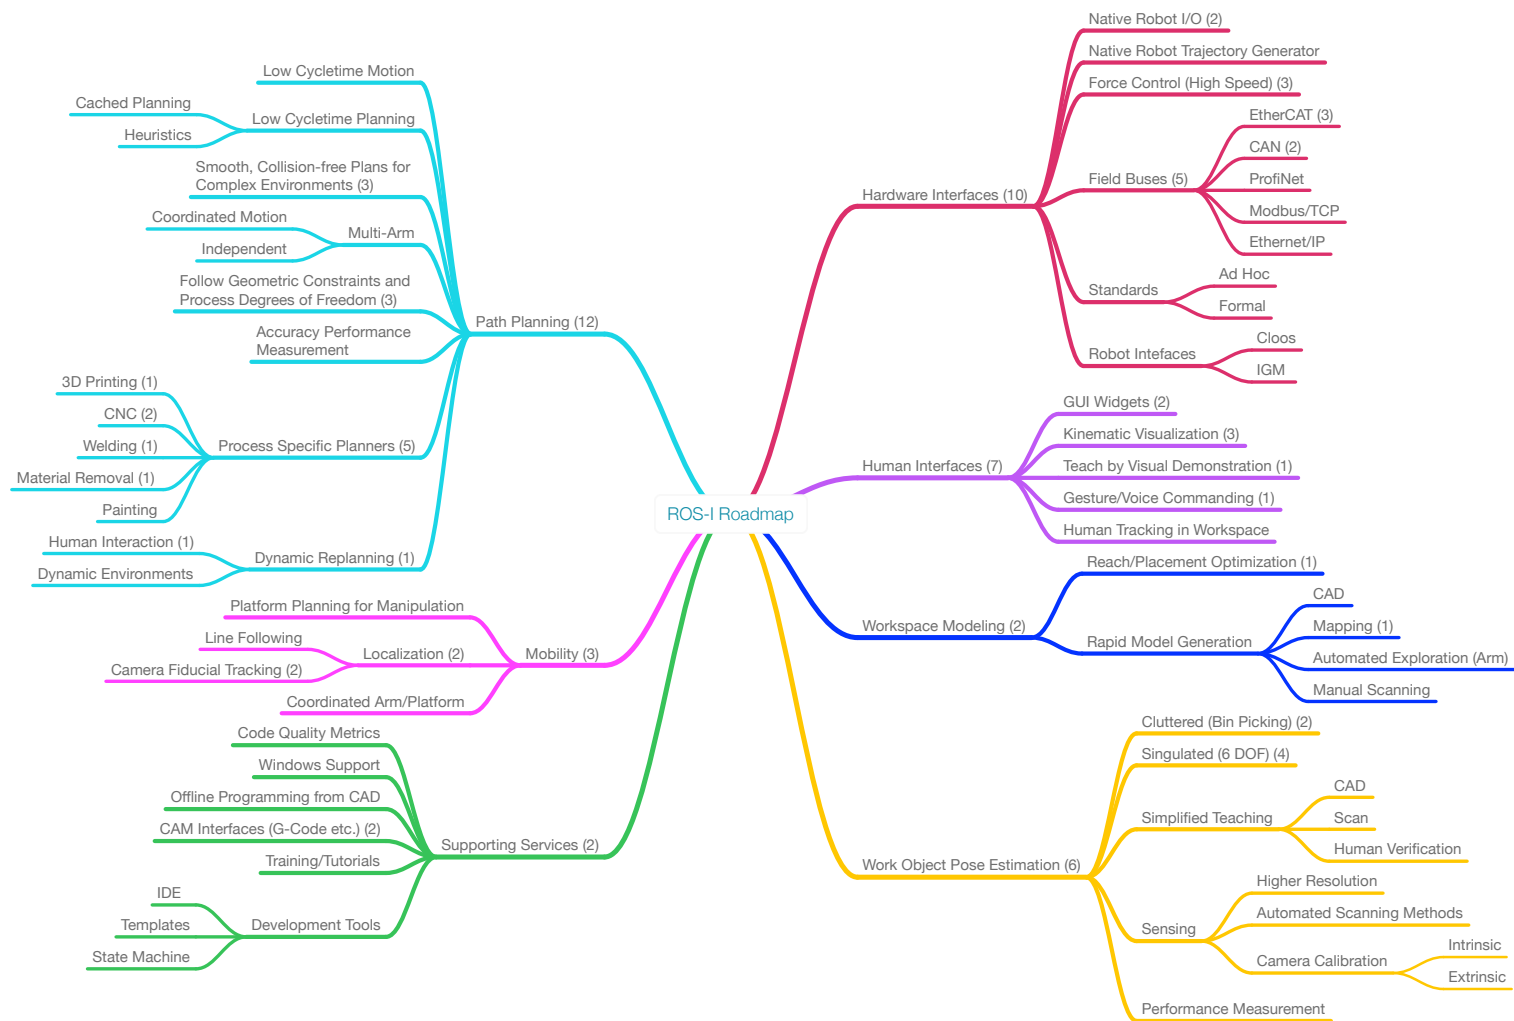 ROS-I Roadmap
Hardware Interfaces (10)
Native Robot I/O (2)
Native Robot Trajectory Generator
Force Control (High Speed) (3)
Field Buses (5)
EtherCAT (3)
CAN (2)
ProfiNet
Modbus/TCP
Ethernet/IP
Standards
Ad Hoc
Formal
Robot Intefaces
Cloos
IGM
Human Interfaces (7)
GUI Widgets (2)
Kinematic Visualization (3)
Teach by Visual Demonstration (1)
Gesture/Voice Commanding (1)
Human Tracking in Workspace
Workspace Modeling (2)
Reach/Placement Optimization (1)
Rapid Model Generation
CAD
Mapping (1)
Automated Exploration (Arm)
Manual Scanning
Work Object Pose Estimation (6)
Cluttered (Bin Picking) (2)
Singulated (6 DOF) (4)
Simplified Teaching
CAD
Scan
Human Verification
Sensing
Higher Resolution
Automated Scanning Methods
Camera Calibration
Intrinsic
Extrinsic
Performance Measurement
Path Planning (12)
Low Cycletime Motion
Low Cycletime Planning
Cached Planning
Heuristics
Smooth, Collision-free Plans for
Complex Environments (3)
Multi-Arm
Coordinated Motion
Independent
Follow Geometric Constraints and
Process Degrees of Freedom (3)
Accuracy Performance
Measurement
Process Specific Planners (5)
3D Printing (1)
CNC (2)
Welding (1)
Material Removal (1)
Painting
Dynamic Replanning (1)
Human Interaction (1)
Dynamic Environments
Mobility (3)
Platform Planning for Manipulation
Localization (2)
Line Following
Camera Fiducial Tracking (2)
Coordinated Arm/Platform
Supporting Services (2)
Code Quality Metrics
Windows Support
Offline Programming from CAD
CAM Interfaces (G-Code etc.) (2)
Training/Tutorials
Development Tools
IDE
Templates
State Machine